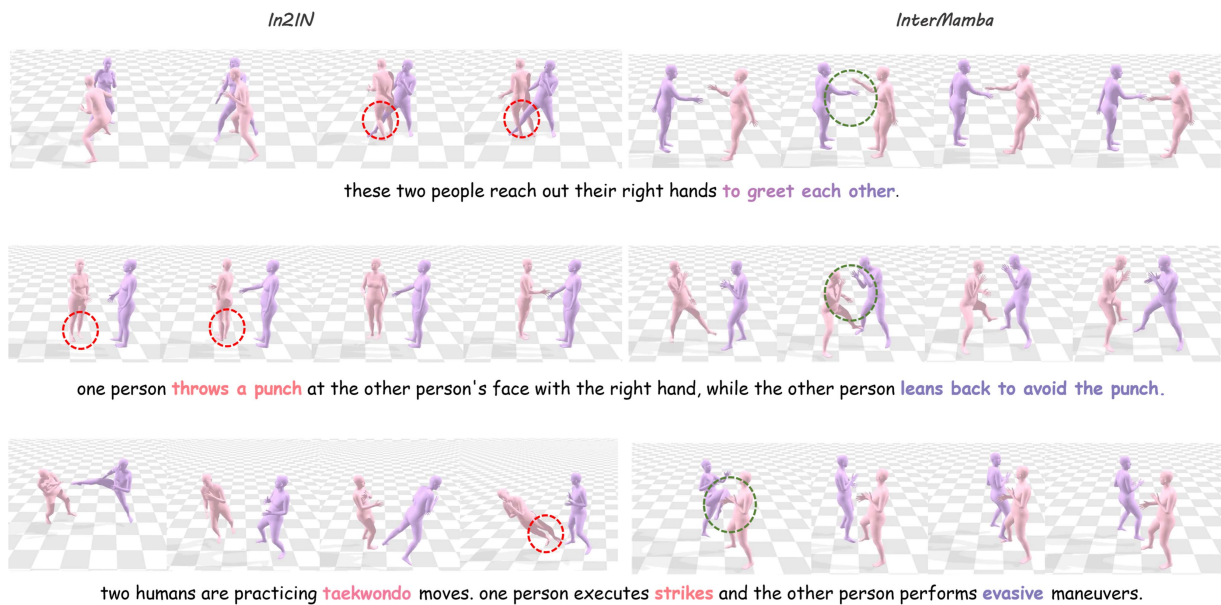 In2IN
InterMamba
these two people reach out their right hands to greet each other.
one person throws a punch at the other person's face with the right hand, while the other person leans back to avoid the punch.
two humans are practicing taekwondo moves. one person executes strikes and the other person performs evasive maneuvers.